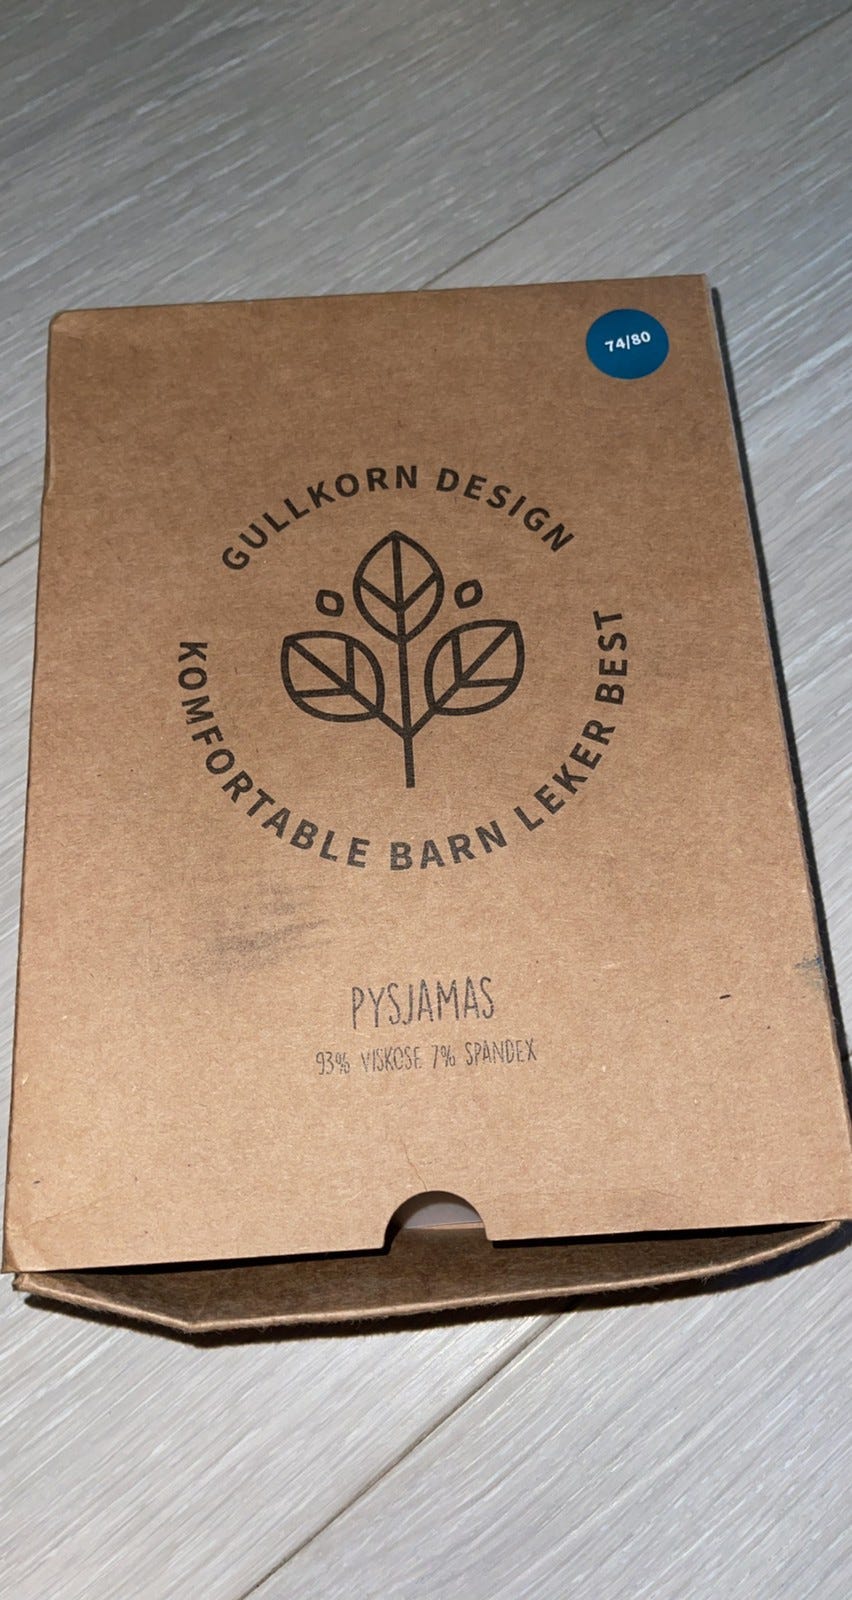 74/80
GULLKORN DESIGN
KOMFORTABLE BARN LEKER BEST
PYSJAMAS
93% VISKOSE 7% SPANDEX